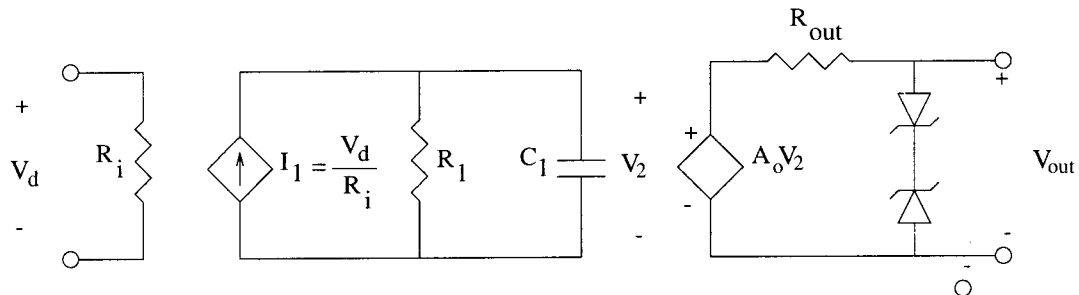 R_out
+
V_d
-
R_i
I_1 = V_d / R_i
R_1
C_1
+
V_2
-
+
A_oV_2
-
+
V_out
-
-